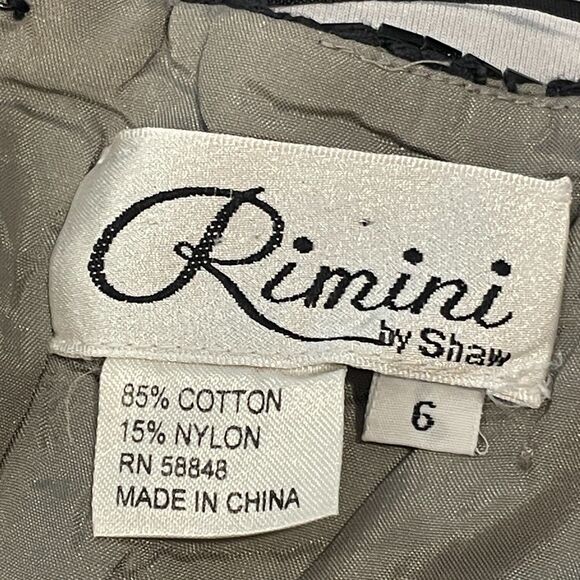 Rimini
by Shaw
85% COTTON
15% NYLON
RN 58848
MADE IN CHINA
6